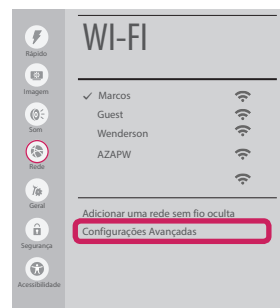 WI-FI
Rápido
Imagem
Som
Rede
Geral
Segurança
Acessibilidade
Marcos
Guest
Wenderson
AZAPW
Adicionar uma rede sem fio oculta
Configurações Avançadas